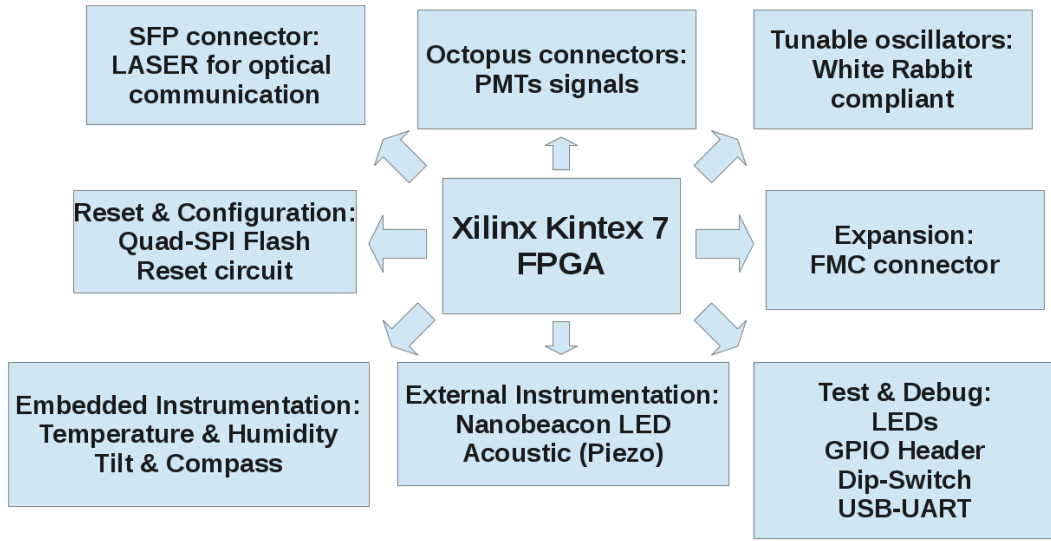 SFP connector:
LASER for optical
communication
Octopus connectors:
PMTs signals
Tunable oscillators:
White Rabbit
compliant
Reset & Configuration:
Quad-SPI Flash
Reset circuit
Xilinx Kintex 7
FPGA
Expansion:
FMC connector
Embedded Instrumentation:
Temperature & Humidity
Tilt & Compass
External Instrumentation:
Nanobeacon LED
Acoustic (Piezo)
Test & Debug:
LEDs
GPIO Header
Dip-Switch
USB-UART